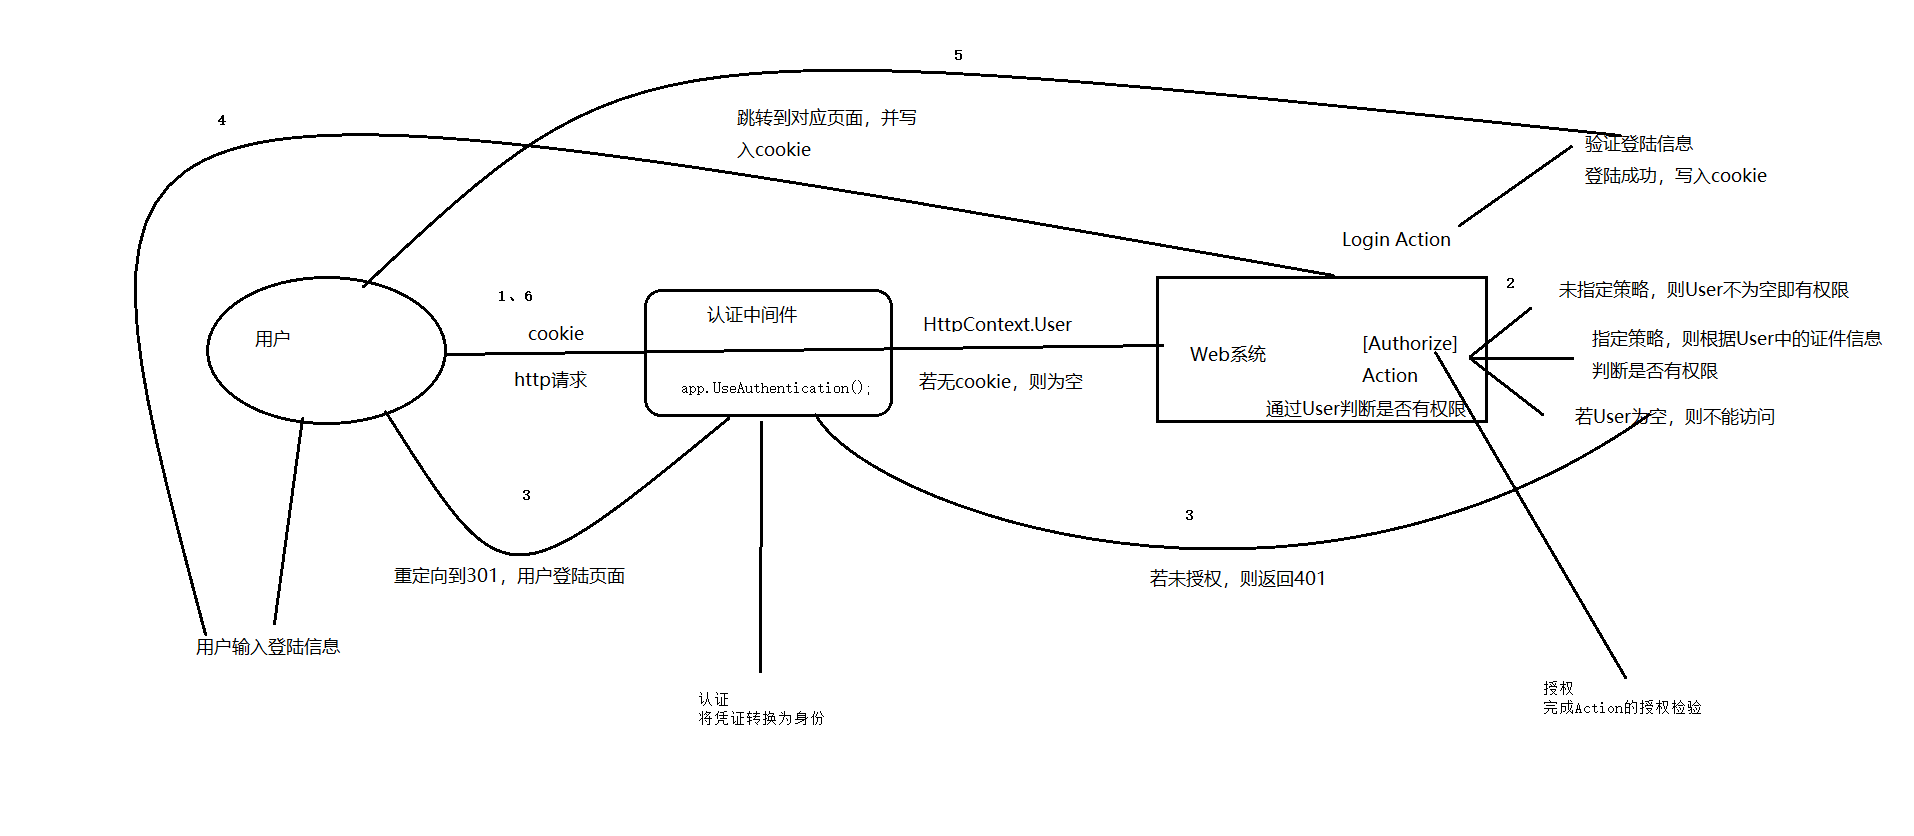 5
4
跳转到对应页面，并写
入cookie
验证登陆信息
登陆成功，写入cookie
Login Action
1、6
2
未指定策略，则User不为空即有权限
用户
cookie
http请求
认证中间件
app.UseAuthentication();
HttpContext.User
若无cookie，则为空
Web系统
[Authorize]
Action
通过User判断是否有权限
指定策略，则根据User中的证件信息
判断是否有权限
若User为空，则不能访问
3
重定向到301，用户登陆页面
3
若未授权，则返回401
用户输入登陆信息
认证
将凭证转换为身份
授权
完成Action的授权检验